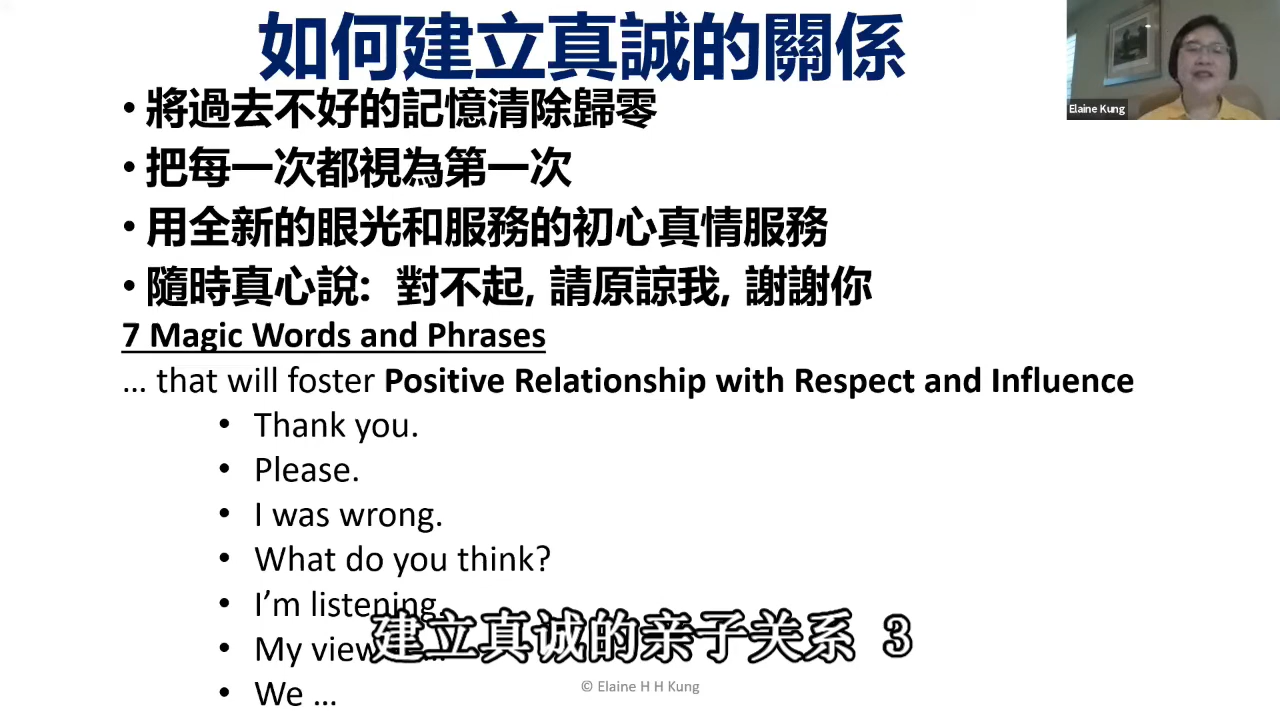 如何建立真誠的關係
Elaine Kung
• 將過去不好的記憶清除歸零
• 把每一次都視為第一次
• 用全新的眼光和服務的初心真情服務
• 隨時真心說: 對不起, 請原諒我, 謝謝你
7 Magic Words and Phrases
… that will foster Positive Relationship with Respect and Influence
• Thank you.
• Please.
• I was wrong.
• What do you think?
• I’m listening
建立真诚的亲子关系 3
• My view
© Elaine H H Kung
• We …